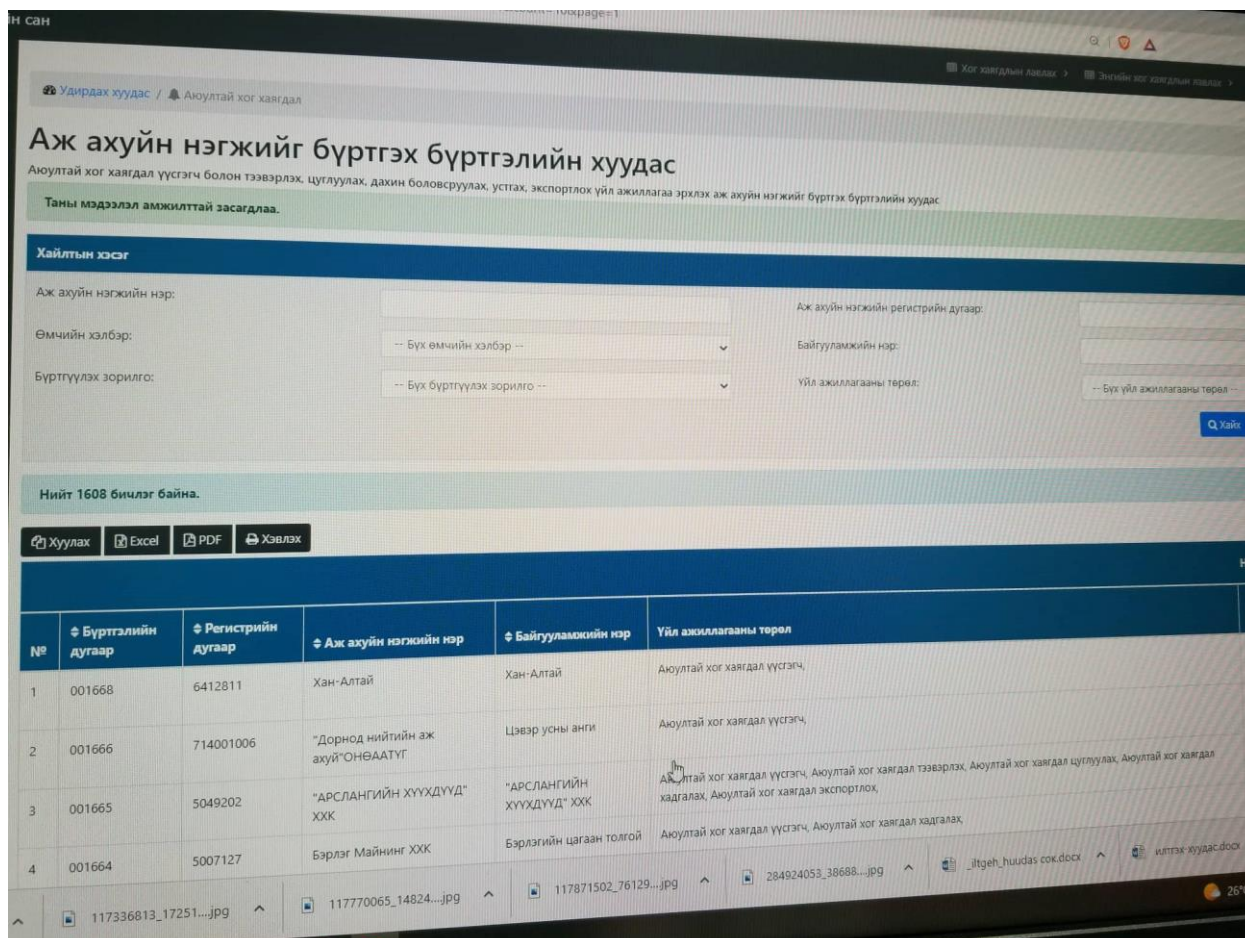 йн сан
page=1
Хог хаягдлын лавлах > Энгийн хог хаягдлын лавлах >
Удирдах хуудас / Аюултай хог хаягдал
Аж ахуйн нэгжийг бүртгэх бүртгэлийн хуудас
Аюултай хог хаягдал үүсгэгч болон тээвэрлэх, цуглуулах, дахин боловсруулах, устгах, экспортлох үйл ажиллагаа эрхлэх аж ахуйн нэгжийг бүртгэх бүртгэлийн хуудас
Таны мэдээлэл амжилттай засагдлаа.
Хайлтын хэсэг
Аж ахуйн нэгжийн нэр:
Аж ахуйн нэгжийн регистрийн дугаар:
Өмчийн хэлбэр:
-- Бүх өмчийн хэлбэр --
Байгууламжийн нэр:
Бүртгүүлэх зорилго:
-- Бүх бүртгүүлэх зорилго --
Үйл ажиллагааны төрөл:
-- Бүх үйл ажиллагааны төрөл --
Хайх
Нийт 1608 бичлэг байна.
Хуулах Excel PDF Хэвлэх
№ Бүртгэлийн дугаар Регистрийн дугаар Аж ахуйн нэгжийн нэр Байгууламжийн нэр Үйл ажиллагааны төрөл
1 001668 6412811 Хан-Алтай Хан-Алтай Аюултай хог хаягдал үүсгэгч,
2 001666 714001006 "Дорнод нийтийн аж ахуй"ОНӨААТҮГ Цэвэр усны анги Аюултай хог хаягдал үүсгэгч,
3 001665 5049202 "АРСЛАНГИЙН ХҮҮХДҮҮД" ХХК "АРСЛАНГИЙН ХҮҮХДҮҮД" ХХК Аюултай хог хаягдал үүсгэгч, Аюултай хог хаягдал тээвэрлэх, Аюултай хог хаягдал цуглуулах, Аюултай хог хаягдал хадгалах, Аюултай хог хаягдал экспортлох,
4 001664 5007127 Бэрлэг Майнинг ХХК Бэрлэгийн цагаан толгой Аюултай хог хаягдал үүсгэгч, Аюултай хог хаягдал хадгалах,
117336813_17251....jpg 117770065_14824....jpg 117871502_76129...jpg 284924053_38688...jpg _iltgeh_huudas сок.docx илтгэх-хуудас.docx
26°